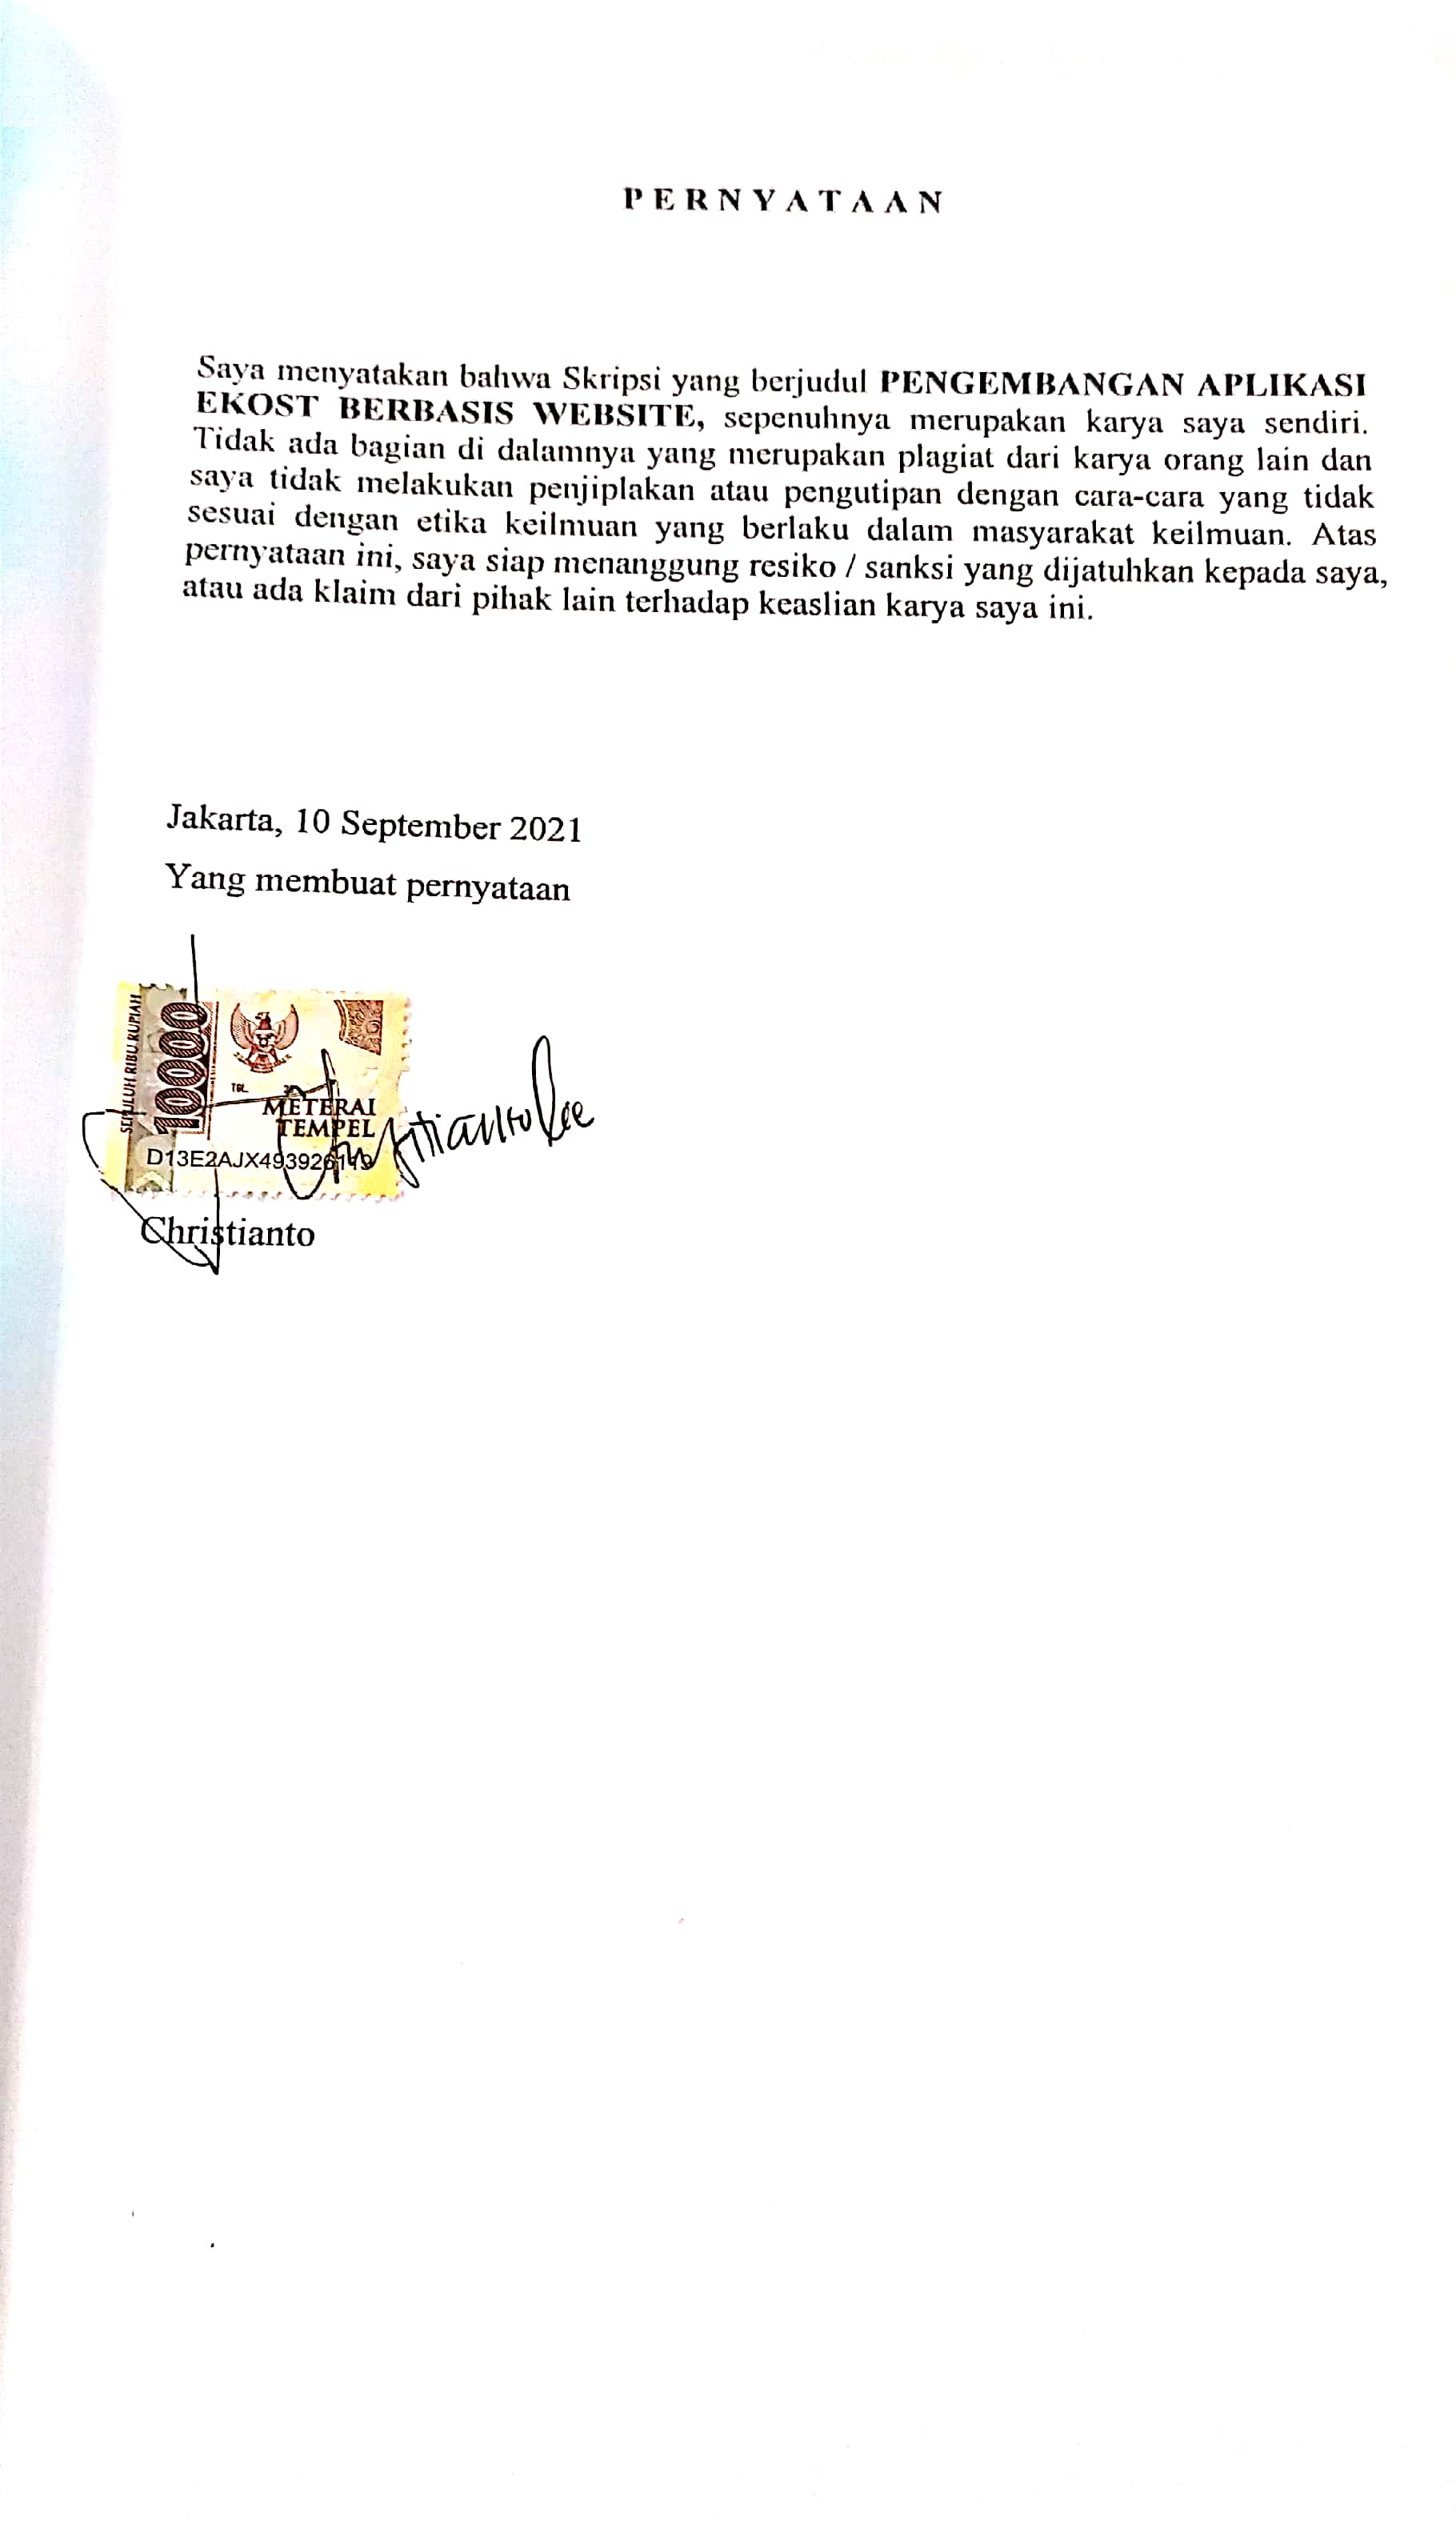 PERNYATAAN
Saya menyatakan bahwa Skripsi yang berjudul PENGEMBANGAN APLIKASI
EKOST BERBASIS WEBSITE, sepenuhnya merupakan karya saya sendiri.
Tidak ada bagian di dalamnya yang merupakan plagiat dari karya orang lain dan
saya tidak melakukan penjiplakan atau pengutipan dengan cara-cara yang tidak
sesuai dengan etika keilmuan yang berlaku dalam masyarakat keilmuan. Atas
pernyataan ini, saya siap menanggung resiko / sanksi yang dijatuhkan kepada saya,
atau ada klaim dari pihak lain terhadap keaslian karya saya ini.
Jakarta, 10 September 2021
Yang membuat pernyataan
SEPULUH RIBU RUPIAH
10000
TGL.
METERAI
TEMPEL
Christianto